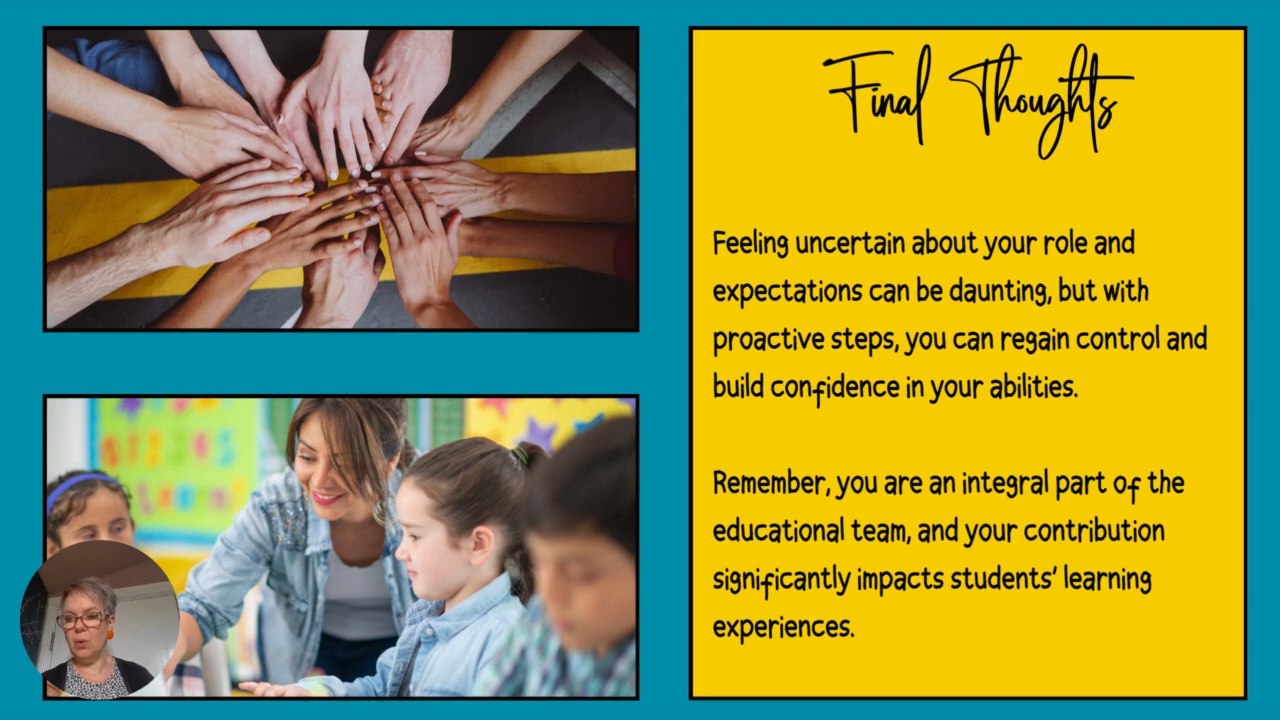 Final Thoughts
Feeling uncertain about your role and
expectations can be daunting, but with
proactive steps, you can regain control and
build confidence in your abilities.
Remember, you are an integral part of the
educational team, and your contribution
significantly impacts students' learning
experiences.